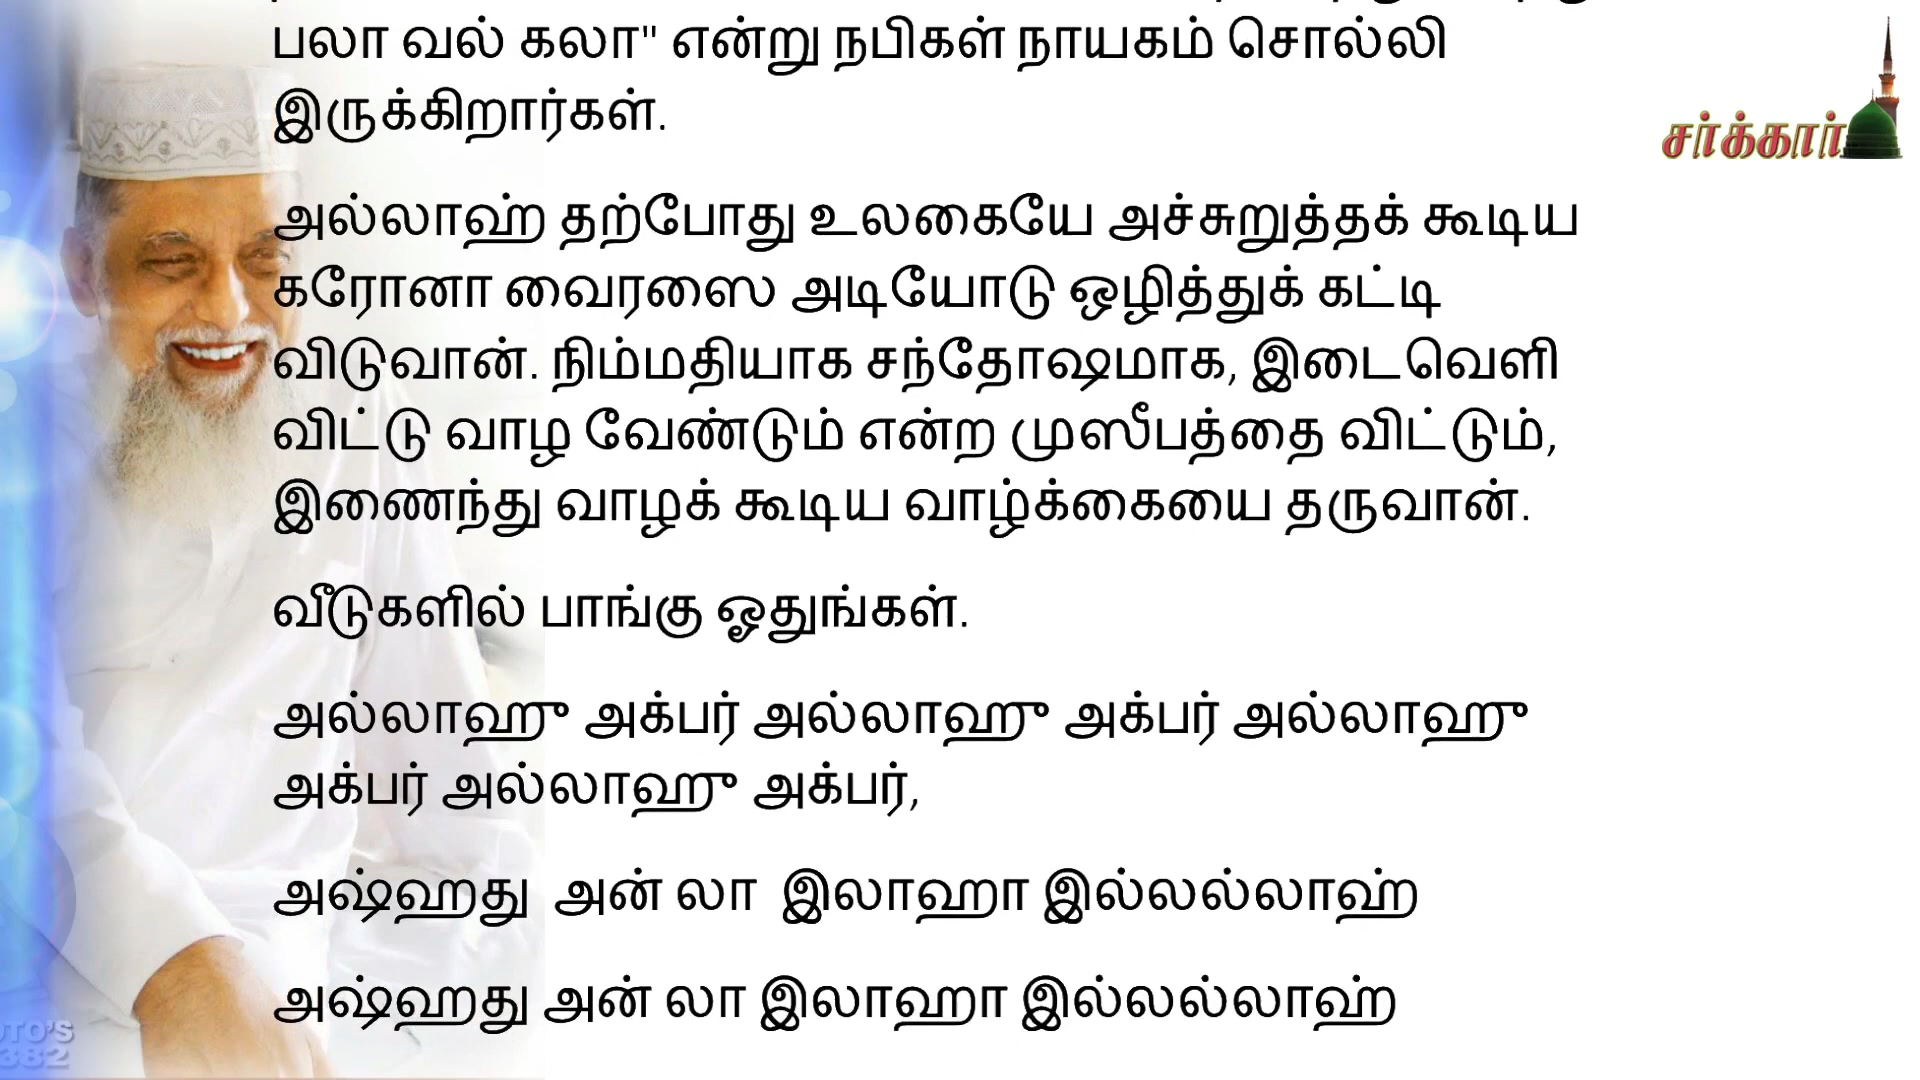 பலா வல் கலா" என்று நபிகள் நாயகம் சொல்லி
இருக்கிறார்கள்.
சர்க்கார்
அல்லாஹ் தற்போது உலகையே அச்சுறுத்தக் கூடிய
கரோனா வைரஸை அடியோடு ஒழித்துக் கட்டி
விடுவான். நிம்மதியாக சந்தோஷமாக, இடைவெளி
விட்டு வாழ வேண்டும் என்ற முஸீபத்தை விட்டும்,
இணைந்து வாழக் கூடிய வாழ்க்கையை தருவான்.
வீடுகளில் பாங்கு ஓதுங்கள்.
அல்லாஹு அக்பர் அல்லாஹு அக்பர் அல்லாஹு
அக்பர் அல்லாஹு அக்பர்,
அஷ்ஹது அன் லா இலாஹா இல்லல்லாஹ்
அஷ்ஹது அன் லா இலாஹா இல்லல்லாஹ்
OTO'S
382